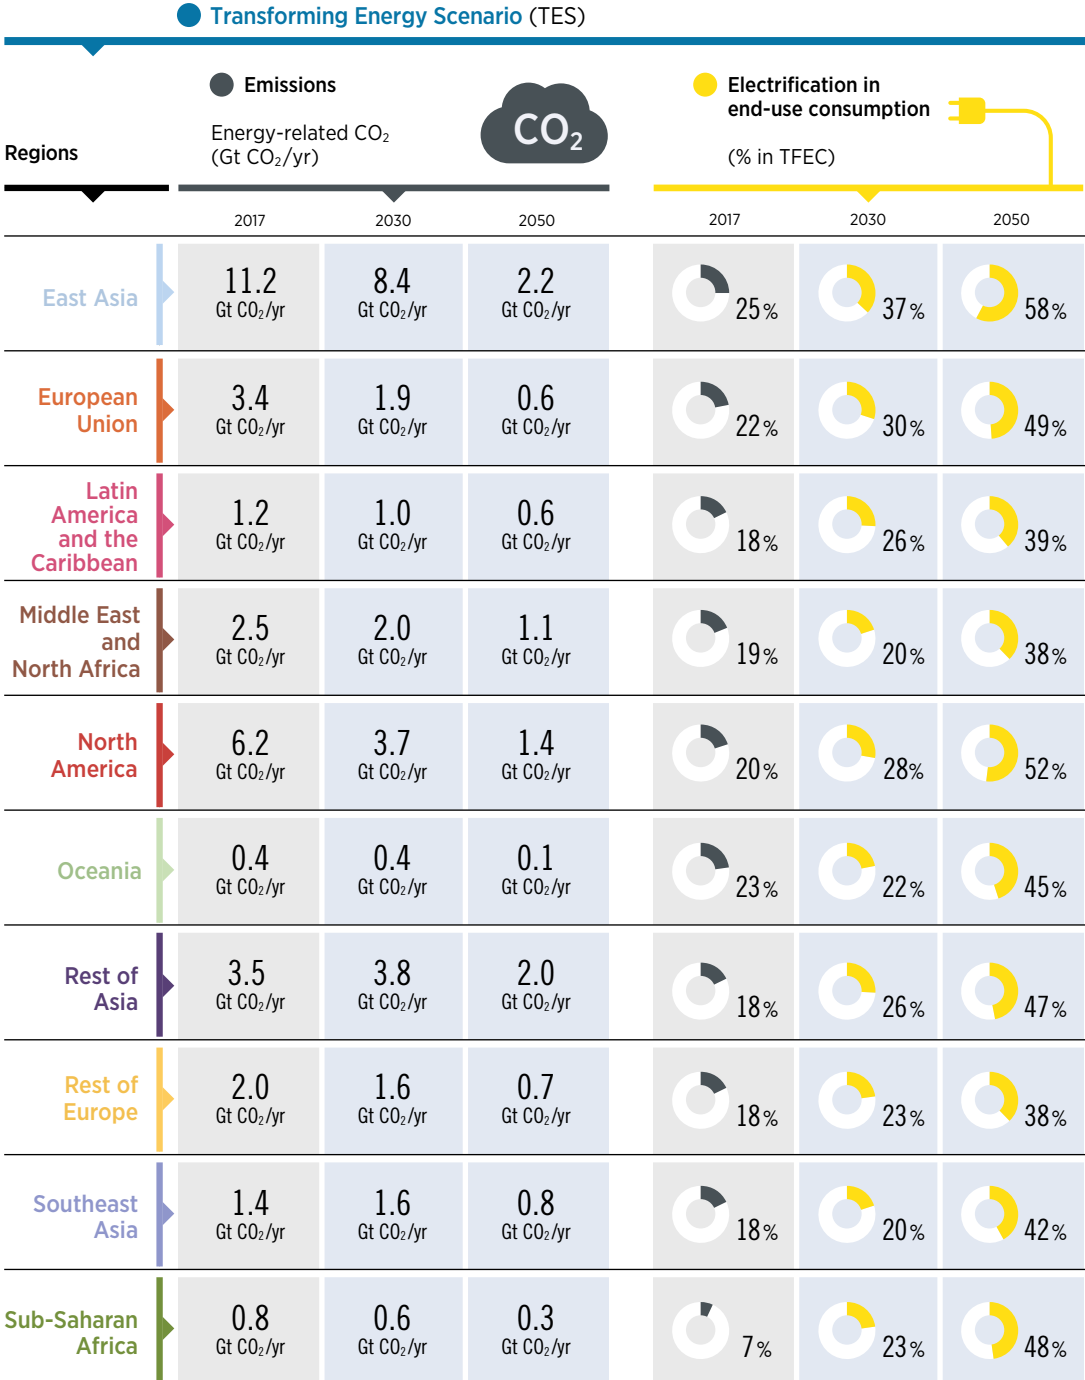 Transforming Energy Scenario (TES)
Emissions
Energy-related CO₂
(Gt CO₂/yr)
CO₂
Electrification in
end-use consumption
(% in TFEC)
Regions
2017 2030 2050 2017 2030 2050
East Asia
11.2 8.4 2.2
Gt CO₂/yr Gt CO₂/yr Gt CO₂/yr
25% 37% 58%
European
Union
3.4 1.9 0.6
Gt CO₂/yr Gt CO₂/yr Gt CO₂/yr
22% 30% 49%
Latin
America
and the
Caribbean
1.2 1.0 0.6
Gt CO₂/yr Gt CO₂/yr Gt CO₂/yr
18% 26% 39%
Middle East
and
North Africa
2.5 2.0 1.1
Gt CO₂/yr Gt CO₂/yr Gt CO₂/yr
19% 20% 38%
North
America
6.2 3.7 1.4
Gt CO₂/yr Gt CO₂/yr Gt CO₂/yr
20% 28% 52%
Oceania
0.4 0.4 0.1
Gt CO₂/yr Gt CO₂/yr Gt CO₂/yr
23% 22% 45%
Rest of
Asia
3.5 3.8 2.0
Gt CO₂/yr Gt CO₂/yr Gt CO₂/yr
18% 26% 47%
Rest of
Europe
2.0 1.6 0.7
Gt CO₂/yr Gt CO₂/yr Gt CO₂/yr
18% 23% 38%
Southeast
Asia
1.4 1.6 0.8
Gt CO₂/yr Gt CO₂/yr Gt CO₂/yr
18% 20% 42%
Sub-Saharan
Africa
0.8 0.6 0.3
Gt CO₂/yr Gt CO₂/yr Gt CO₂/yr
7% 23% 48%